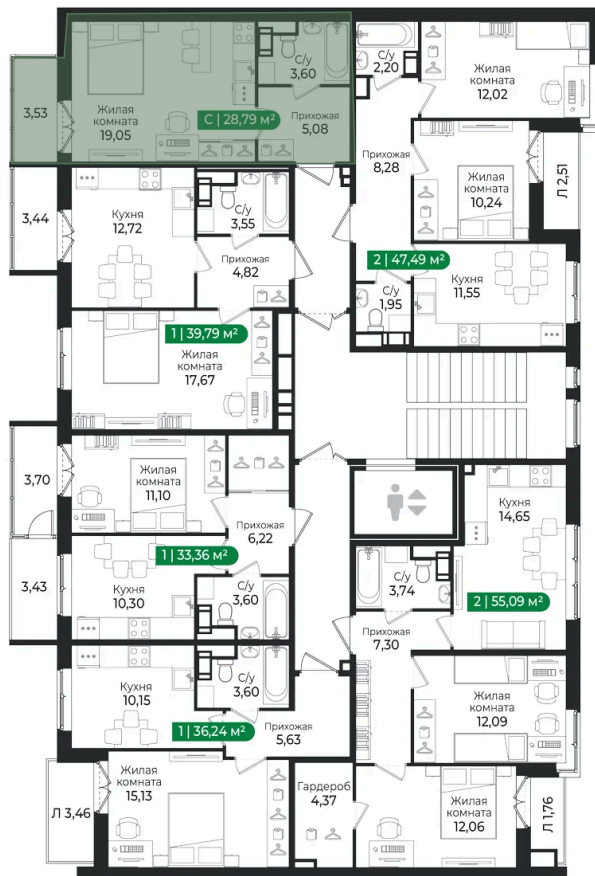 3,53
Жилая
комната
19,05
С/у
3,60
С | 28,79 м²
Прихожая
5,08
С/у
2,20
Жилая
комната
12,02
Прихожая
8,28
Жилая
комната
10,24
Л 2,51
3,44
Кухня
12,72
С/у
3,55
Прихожая
4,82
2 | 47,49 м²
С/у
1,95
Кухня
11,55
1 | 39,79 м²
Жилая
комната
17,67
3,70
Жилая
комната
11,10
Прихожая
6,22
Кухня
14,65
3,43
1 | 33,36 м²
Кухня
10,30
С/у
3,60
С/у
3,74
2 | 55,09 м²
Прихожая
7,30
Кухня
10,15
С/у
3,60
1 | 36,24 м²
Прихожая
5,63
Жилая
комната
12,09
Л 3,46
Жилая
комната
15,13
Гардероб
4,37
Жилая
комната
12,06
Л 1,76